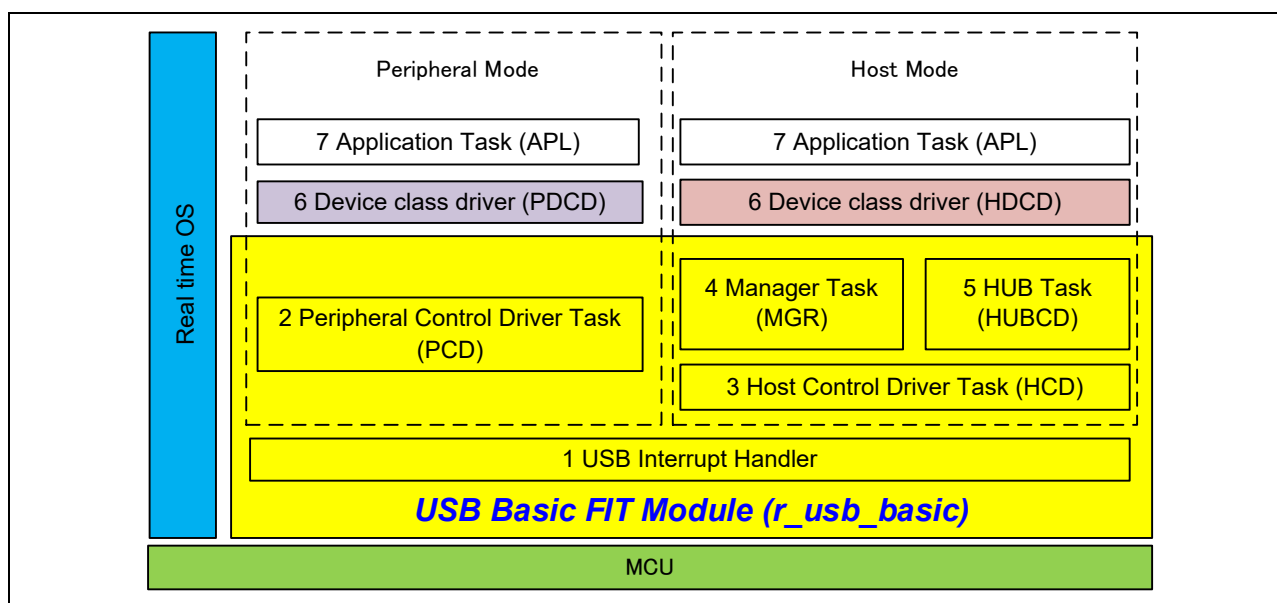 Real time OS
Peripheral Mode
7 Application Task (APL)
6 Device class driver (PDCD)
2 Peripheral Control Driver Task
(PCD)
Host Mode
7 Application Task (APL)
6 Device class driver (HDCD)
4 Manager Task
(MGR)
5 HUB Task
(HUBCD)
3 Host Control Driver Task (HCD)
1 USB Interrupt Handler
USB Basic FIT Module (r_usb_basic)
MCU